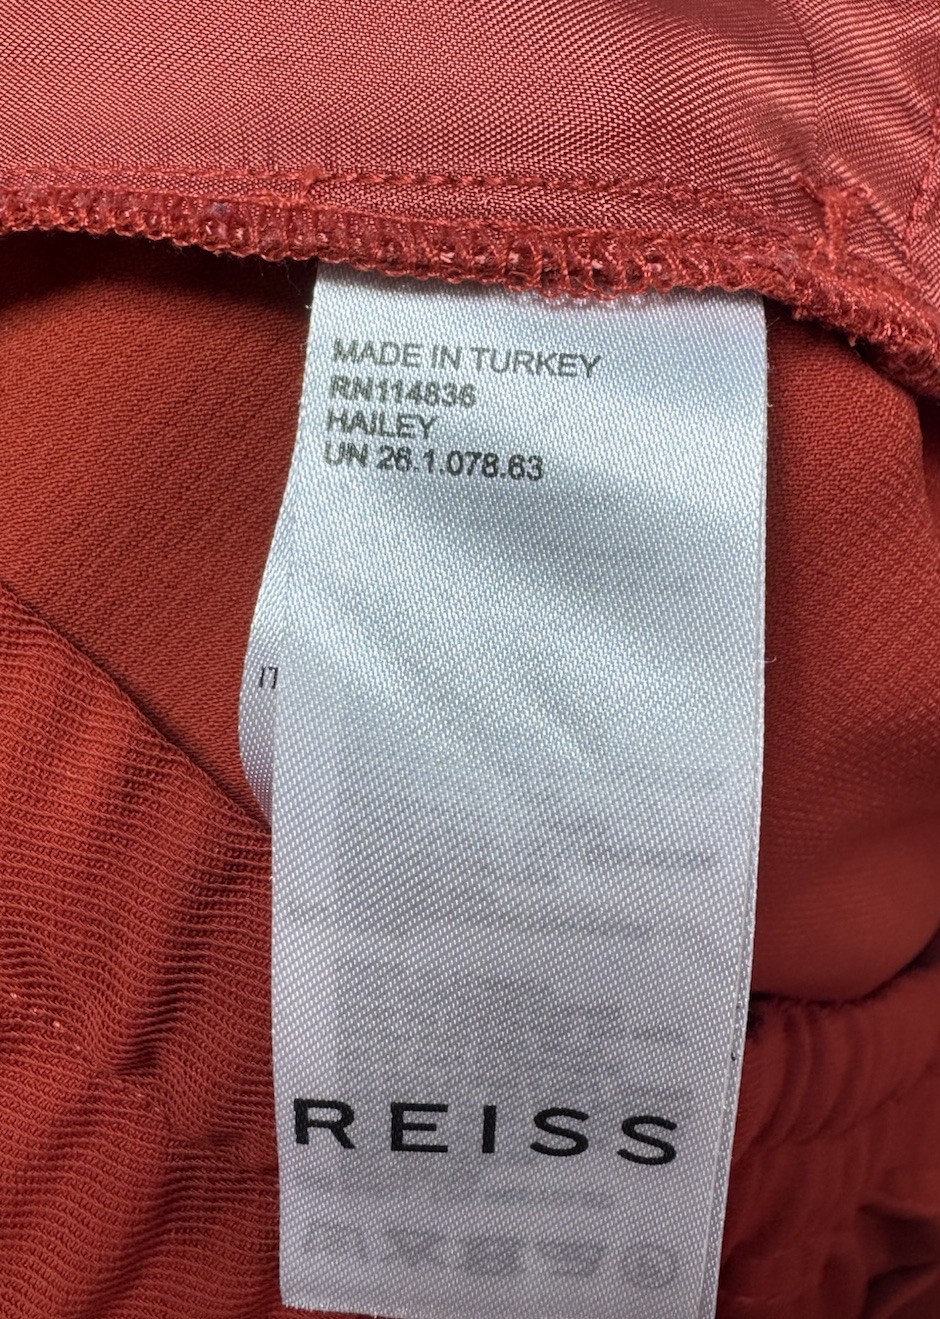 MADE IN TURKEY
RN114836
HAILEY
UN 26.1.078.63
REISS